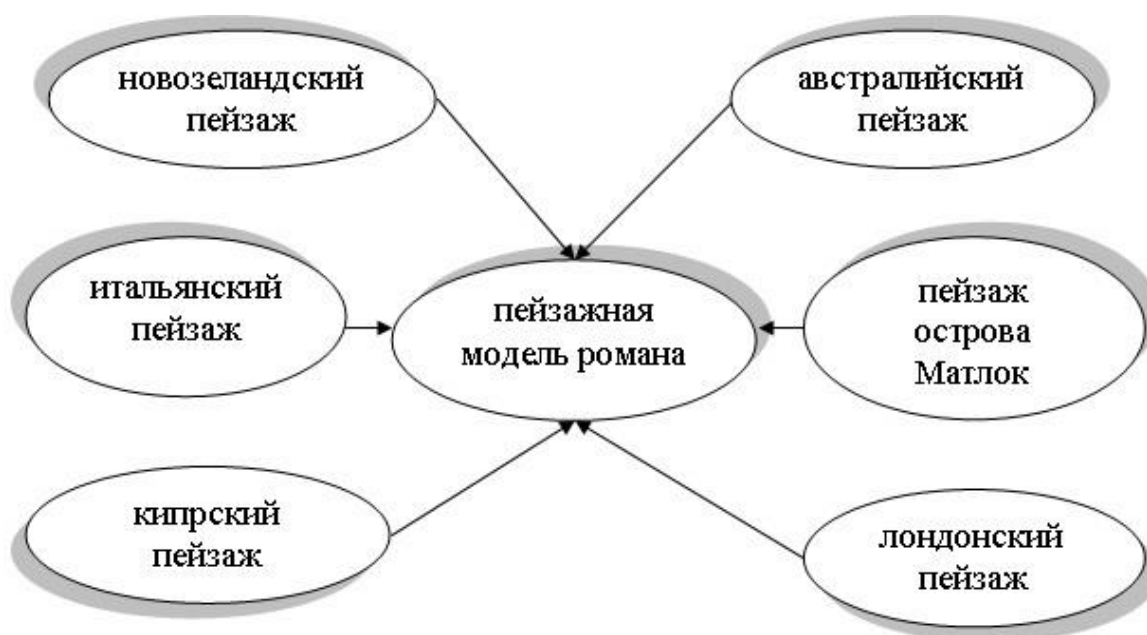 новозеландский
пейзаж
австралийский
пейзаж
итальянский
пейзаж
пейзажная
модель романа
пейзаж
острова
Матлок
кипрский
пейзаж
лондонский
пейзаж